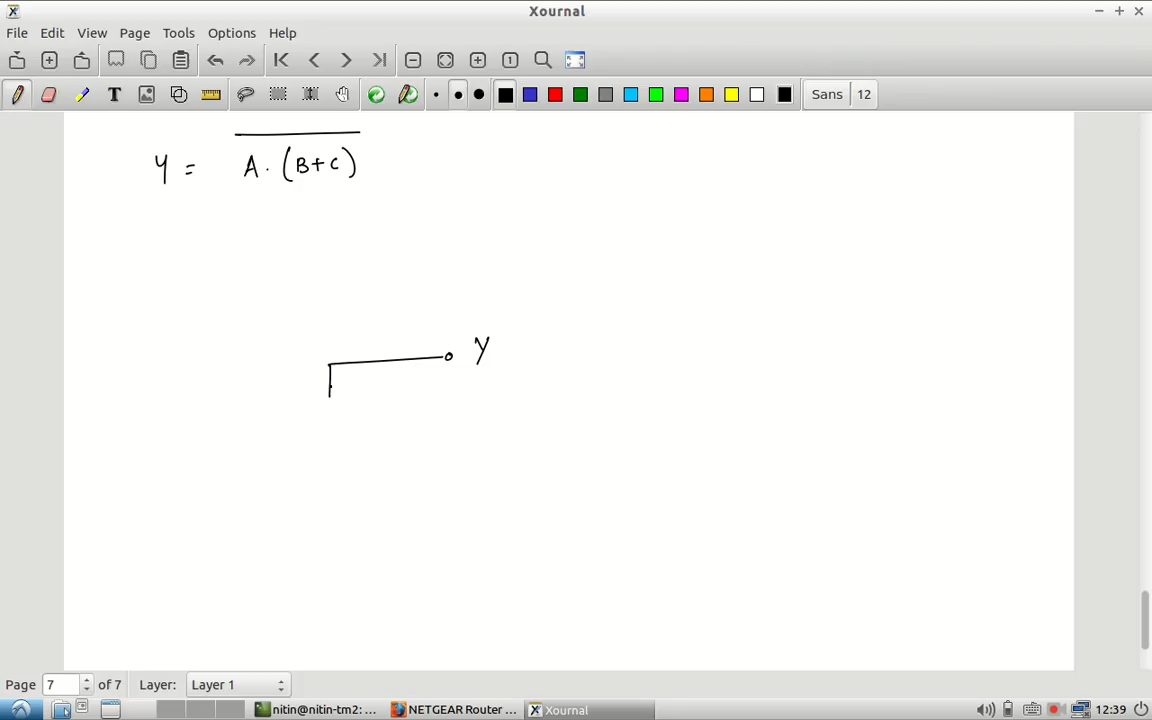 Xournal
File Edit View Page Tools Options Help
Sans 12
Y = \overline{A . (B+C)}
Y
Page 7 of 7 Layer: Layer 1
nitin@nitin-tm2: ... NETGEAR Router ... Xournal 12:39